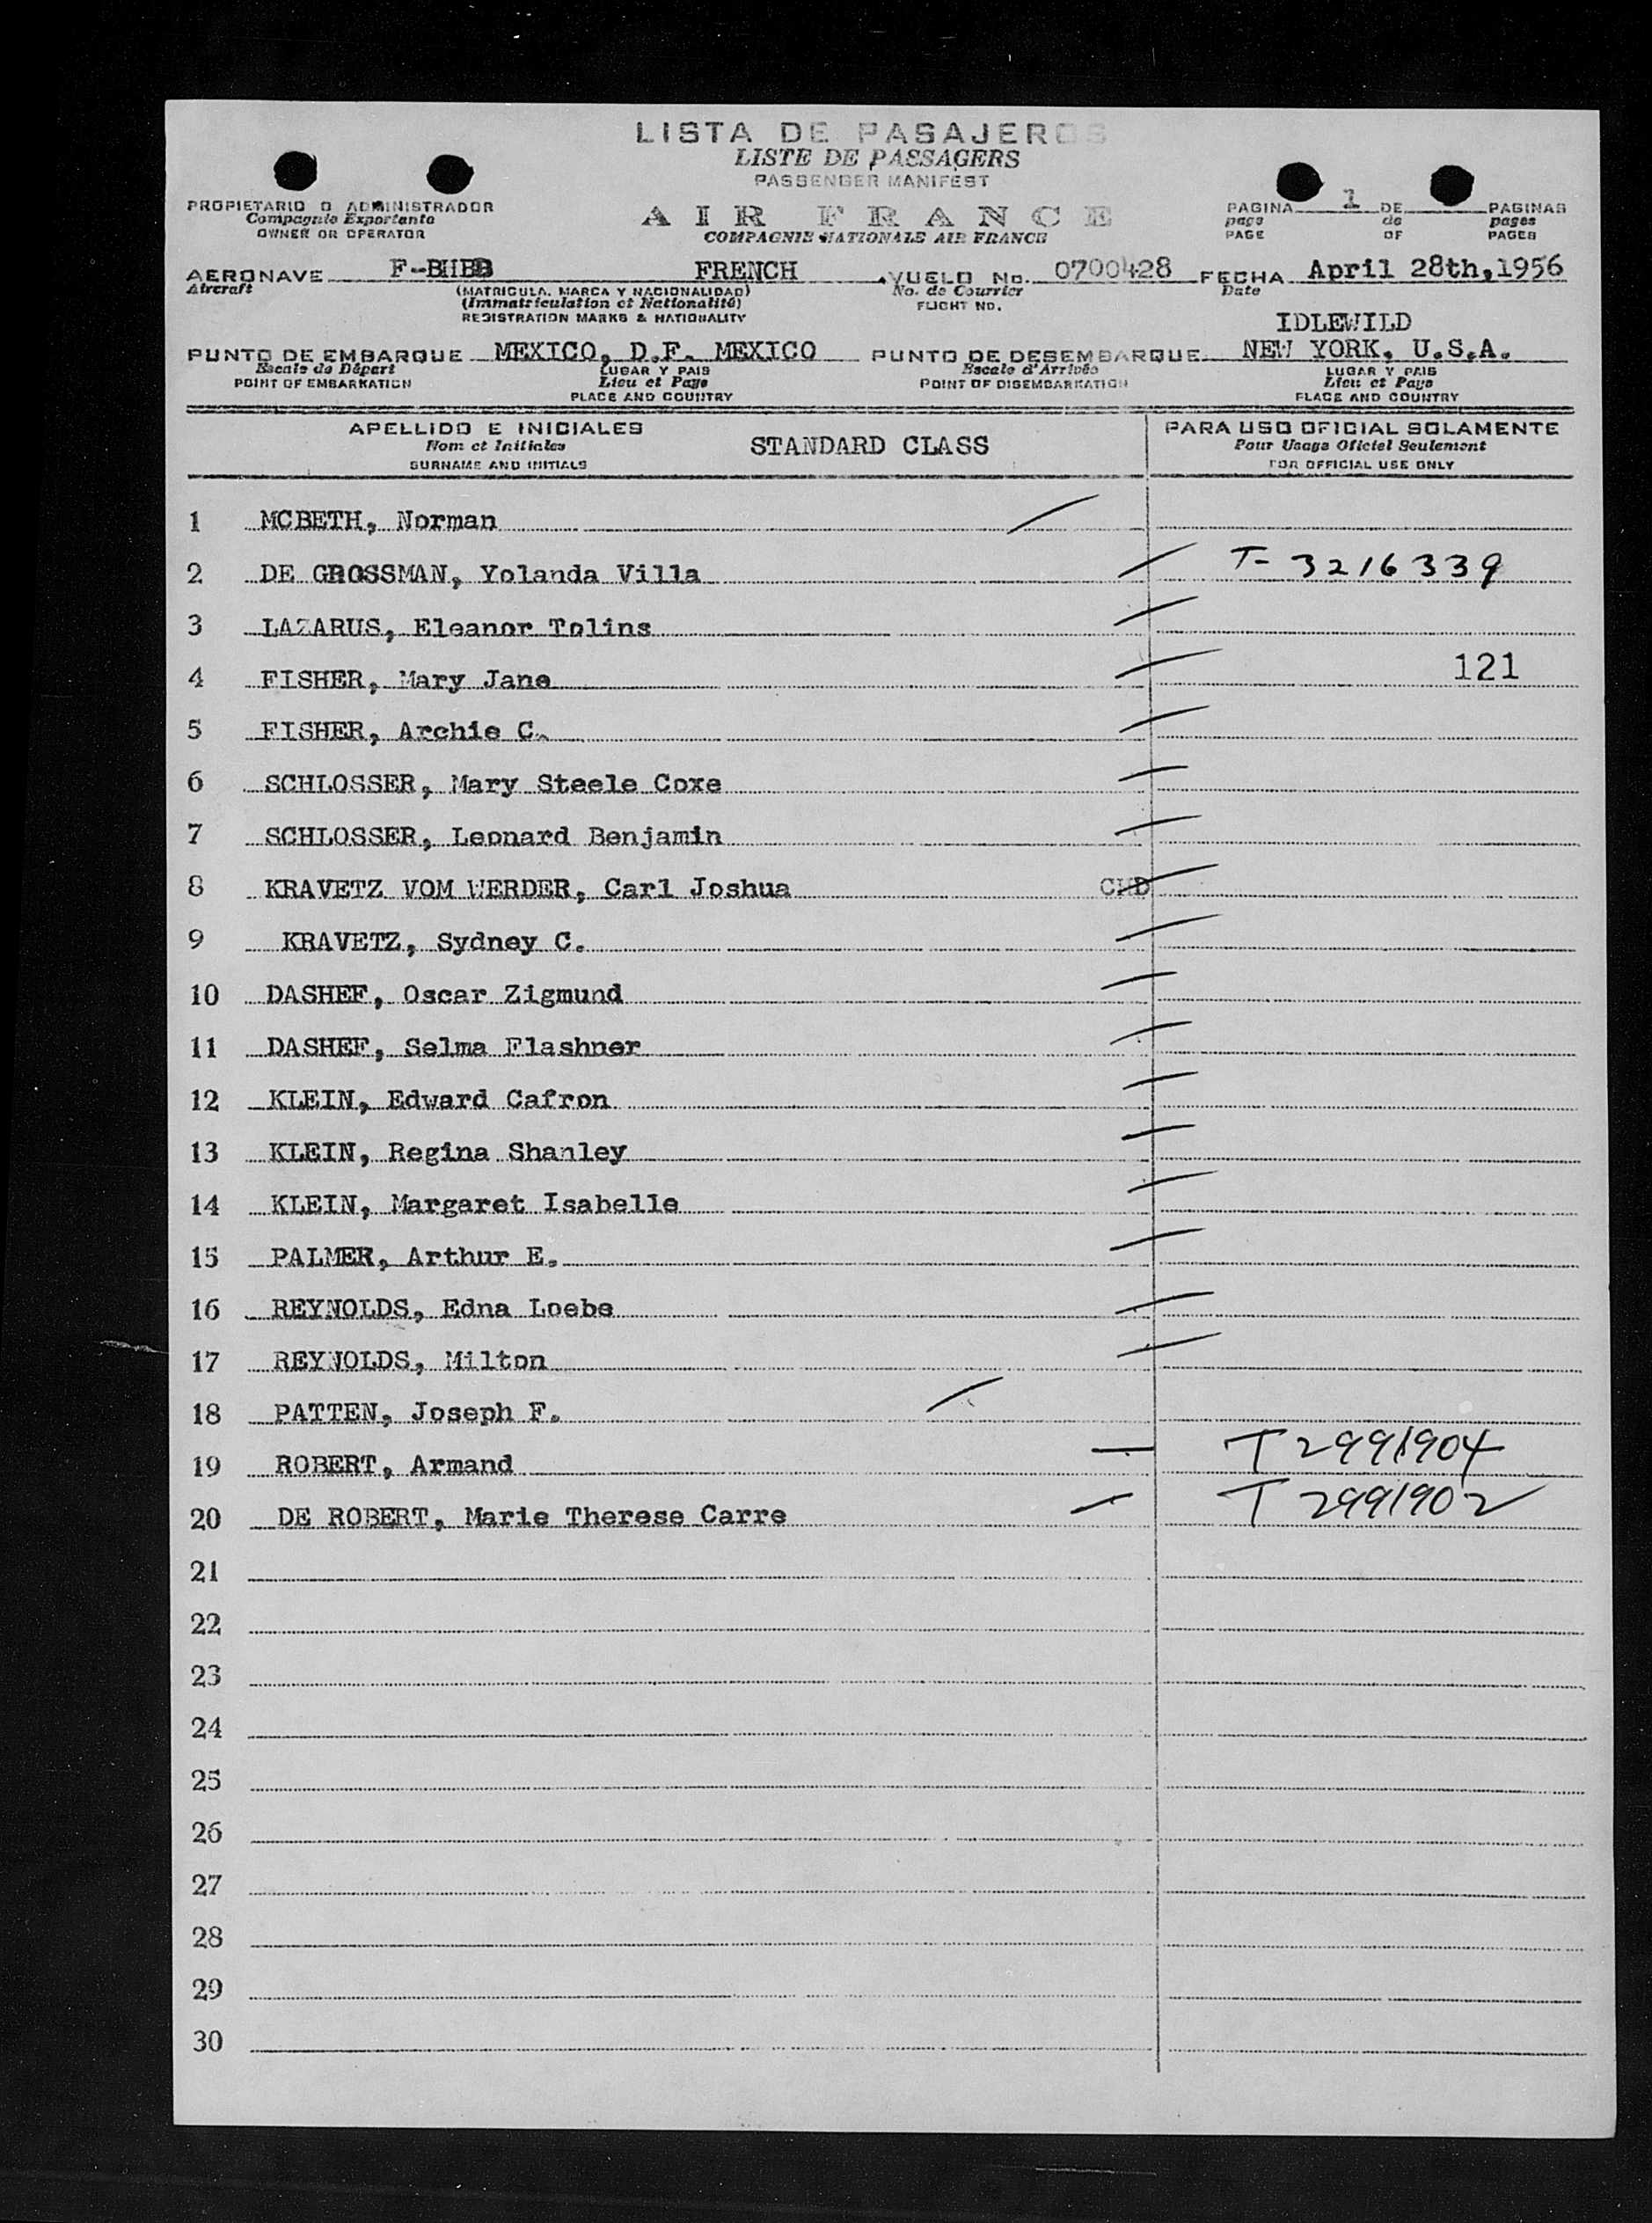 LISTA DE PASAJEROS
LISTE DE PASSAGERS
PASSENGER MANIFEST
PROPIETARIO O ADMINISTRADOR
Compagnie Exportante
OWNER OR OPERATOR
AIR FRANCE
COMPAGNIE NATIONALE AIR FRANCE
PAGINA 1 DE PAGINAS
page de pages
PAGE OF PAGES
AERONAVE F-BHBB FRENCH VUELO No. 0700428 FECHA April 28th, 1956
Aircraft (MATRICULA, MARCA Y NACIONALIDAD) No. de Courrier Date
(Immatriculation et Nationalité) FLIGHT NO.
REGISTRATION MARKS & NATIONALITY
IDLEWILD
PUNTO DE EMBARQUE MEXICO, D.F. MEXICO PUNTO DE DESEMBARQUE NEW YORK, U.S.A.
Escale de Départ LUGAR Y PAIS Escale d'Arrivée LUGAR Y PAIS
POINT OF EMBARKATION Lieu et Pays POINT OF DISEMBARKATION Lieu et Pays
PLACE AND COUNTRY PLACE AND COUNTRY
APELLIDO E INICIALES STANDARD CLASS PARA USO OFICIAL SOLAMENTE
Nom et Initiales Pour Usage Officiel Seulement
SURNAME AND INITIALS FOR OFFICIAL USE ONLY
1 MCBETH, Norman
2 DE GROSSMAN, Yolanda Villa T-3216339
3 LAZARUS, Eleanor Tolins
4 FISHER, Mary Jane 121
5 FISHER, Archie C.
6 SCHLOSSER, Mary Steele Coxe
7 SCHLOSSER, Leonard Benjamin
8 KRAVETZ VOM WERDER, Carl Joshua CHD
9 KRAVETZ, Sydney C.
10 DASHEF, Oscar Zigmund
11 DASHEF, Selma Flashner
12 KLEIN, Edward Cafron
13 KLEIN, Regina Shanley
14 KLEIN, Margaret Isabelle
15 PALMER, Arthur E.
16 REYNOLDS, Edna Loebe
17 REYNOLDS, Milton
18 PATTEN, Joseph F.
19 ROBERT, Armand T2991904
20 DE ROBERT, Marie Therese Carre T2991902
21
22
23
24
25
26
27
28
29
30